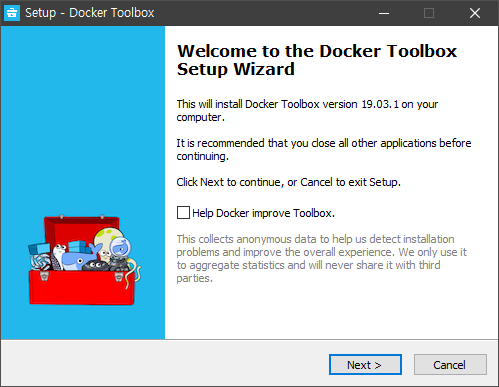 Setup - Docker Toolbox
Welcome to the Docker Toolbox
Setup Wizard
This will install Docker Toolbox version 19.03.1 on your
computer.
It is recommended that you close all other applications before
continuing.
Click Next to continue, or Cancel to exit Setup.
Help Docker improve Toolbox.
This collects anonymous data to help us detect installation
problems and improve the overall experience. We only use it
to aggregate statistics and will never share it with third
parties.
Next >
Cancel